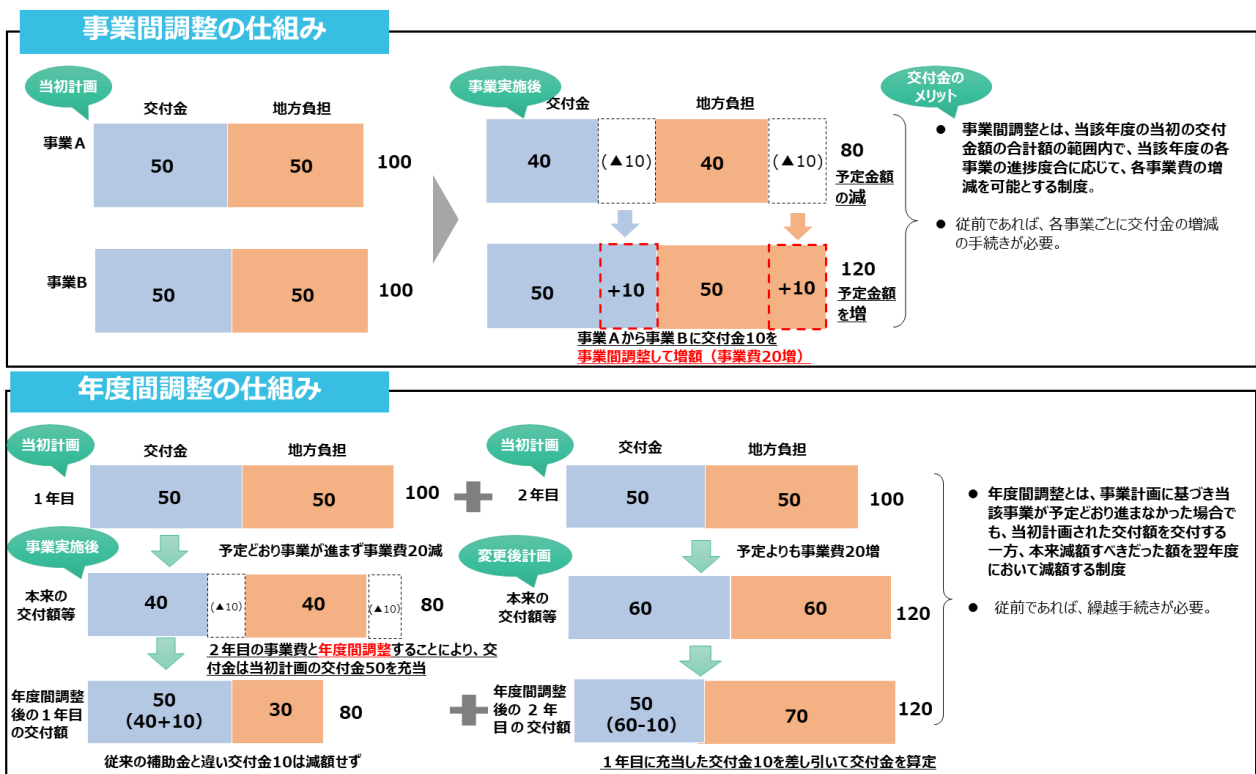 事業間調整の仕組み
当初計画
交付金
地方負担
事業A
50
50
100
事業B
50
50
100
事業実施後
交付金
地方負担
40
(▲10)
40
(▲10)
80
予定金額
の減
50
+10
50
+10
120
予定金額
を増
事業Aから事業Bに交付金10を
事業間調整して増額(事業費20増)
交付金の
メリット
● 事業間調整とは、当該年度の当初の交付
金額の合計額の範囲内で、当該年度の各
事業の進捗度合に応じて、各事業費の増
減を可能とする制度。
● 従前であれば、各事業ごとに交付金の増減
の手続きが必要。
年度間調整の仕組み
当初計画
交付金
地方負担
1年目
50
50
100
当初計画
交付金
地方負担
2年目
50
50
100
事業実施後
予定どおり事業が進まず事業費20減
本来の
交付額等
40
(▲10)
40
(▲10)
80
変更後計画
予定よりも事業費20増
本来の
交付額等
60
60
120
2年目の事業費と年度間調整することにより、交
付金は当初計画の交付金50を充当
年度間調整
後の1年目
の交付額
50
(40+10)
30
80
従来の補助金と違い交付金10は減額せず
年度間調整
後の2年
目の交付額
50
(60-10)
70
120
1年目に充当した交付金10を差し引いて交付金を算定
● 年度間調整とは、事業計画に基づき当
該事業が予定どおり進まなかった場合で
も、当初計画された交付額を交付する
一方、本来減額すべきだった額を翌年度
において減額する制度
● 従前であれば、繰越手続きが必要。